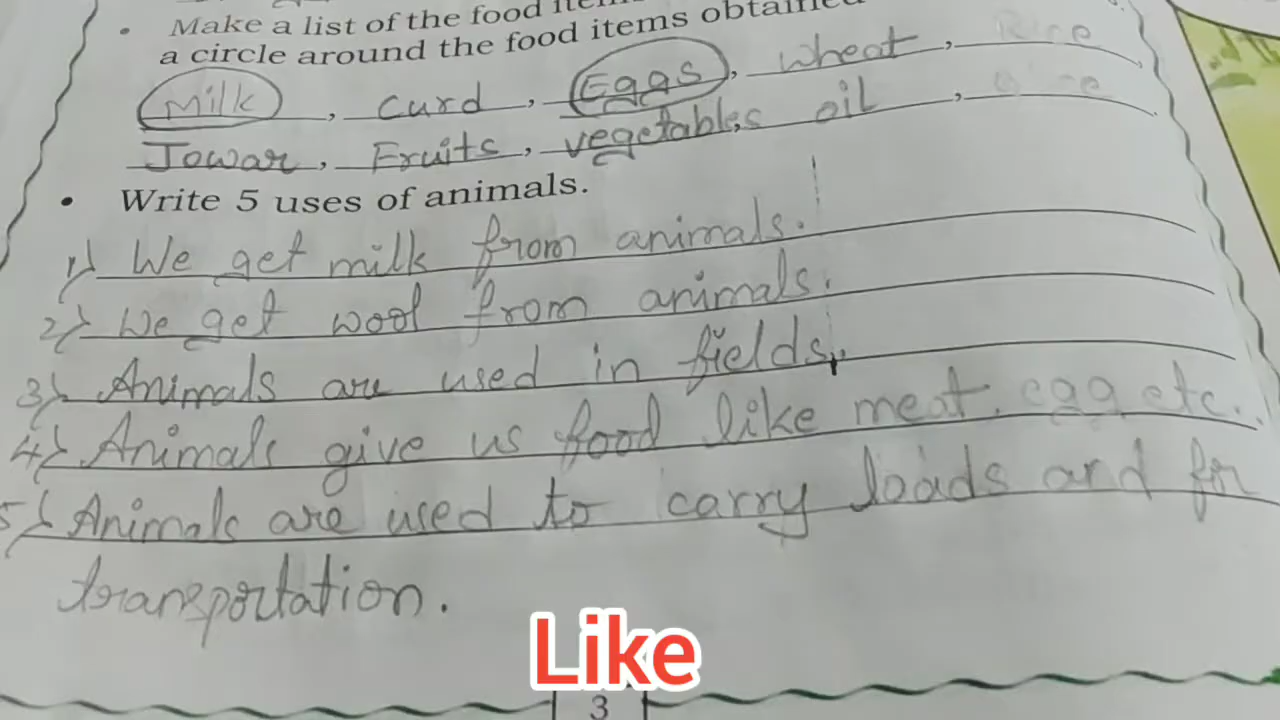 Make a list of the food
a circle around the food items obtained
Milk, curd, Eggs, wheat, Rice
Jowar, Fruits, vegetables, oil,
• Write 5 uses of animals.
1} We get milk from animals.
2} We get wool from animals.
3} Animals are used in fields.
4} Animals give us food like meat, egg etc.
5} Animals are used to carry loads and for
transportation.
Like
3